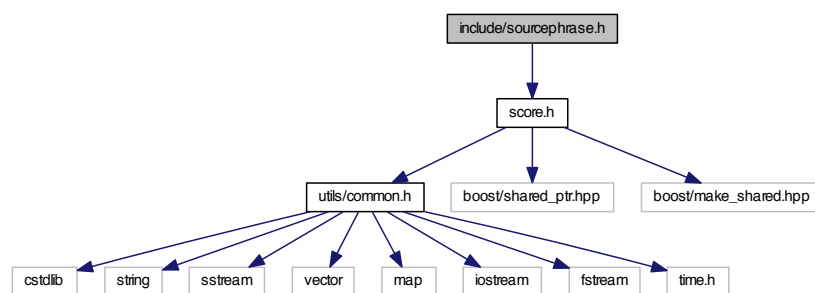 include/sourcephrase.h
score.h
utils/common.h
boost/shared_ptr.hpp
boost/make_shared.hpp
cstdlib
string
sstream
vector
map
iostream
fstream
time.h